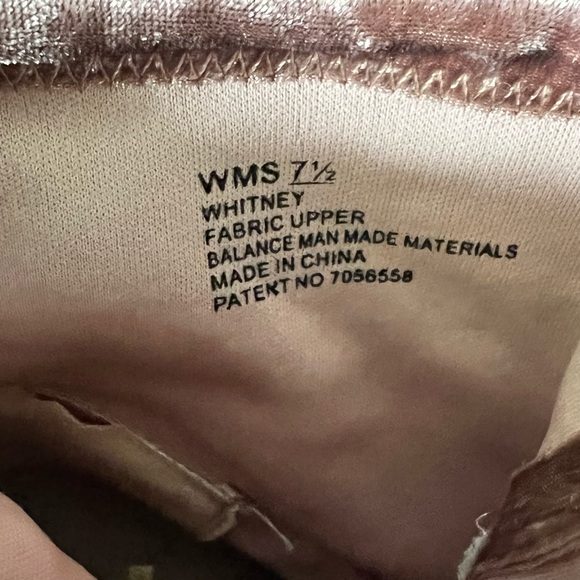 WMS 7½
WHITNEY
FABRIC UPPER
BALANCE MAN MADE MATERIALS
MADE IN CHINA
PATENT NO 7056558